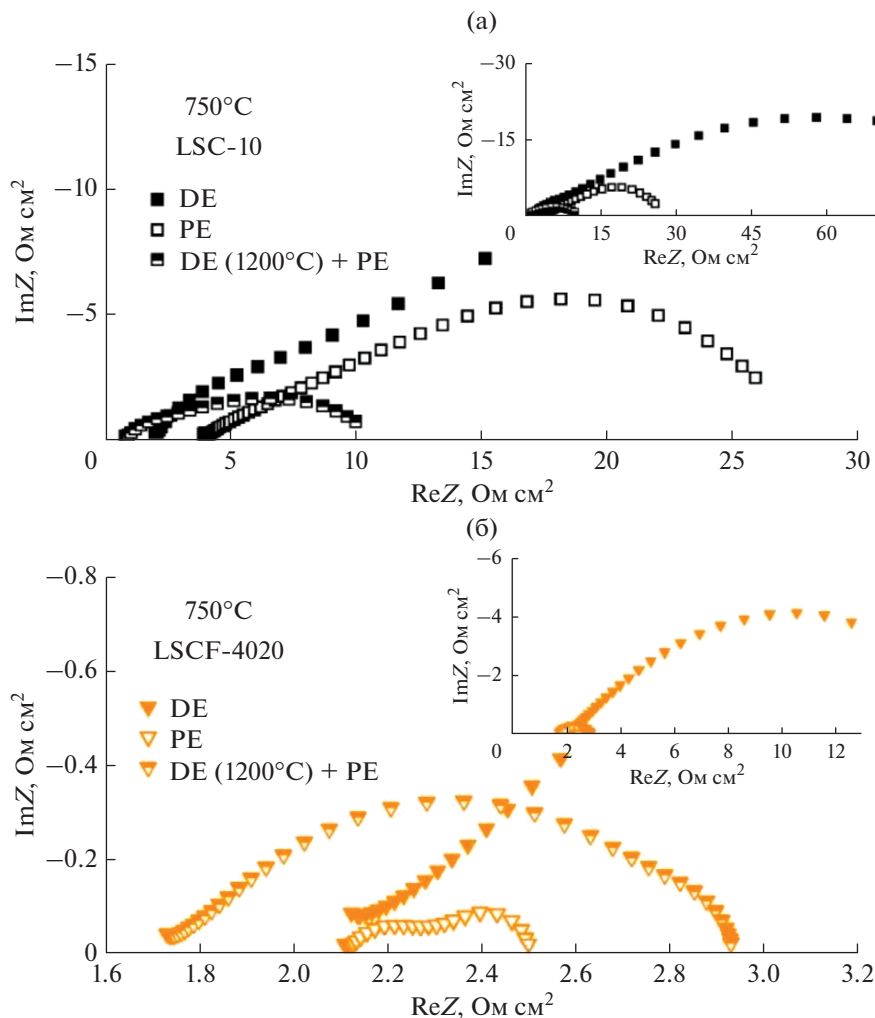 (а)
−15
−10
−5
0
5
10
15
20
25
30
ImZ, Ом см²
ReZ, Ом см²
750°C
LSC-10
DE
PE
DE (1200°C) + PE
−30
−15
0
15
30
45
60
ImZ, Ом см²
ReZ, Ом см²
(б)
−0.8
−0.6
−0.4
−0.2
0
1.6
1.8
2.0
2.2
2.4
2.6
2.8
3.0
3.2
ImZ, Ом см²
ReZ, Ом см²
750°C
LSCF-4020
DE
PE
DE (1200°C) + PE
−6
−4
−2
0
2
4
6
8
10
12
ImZ, Ом см²
ReZ, Ом см²